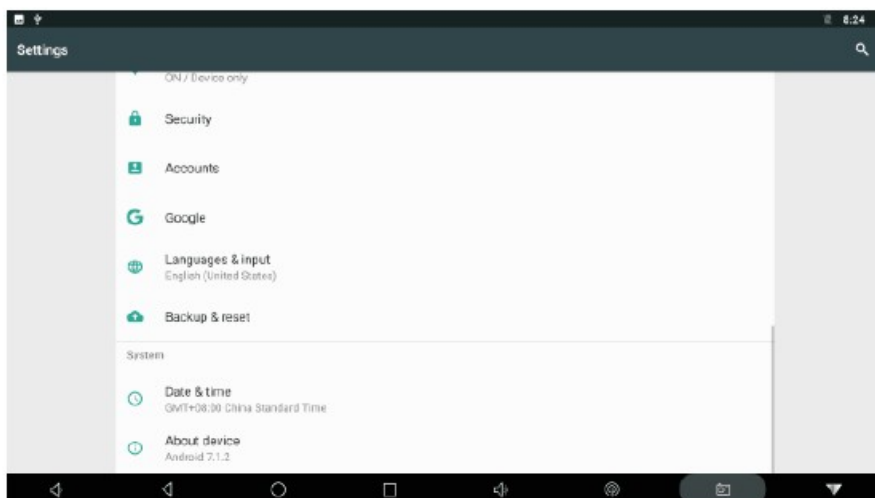 8:24
Settings
ON / Device only
Security
Accounts
Google
Languages & input
English (United States)
Backup & reset
System
Date & time
GMT+08:00 China Standard Time
About device
Android 7.1.2